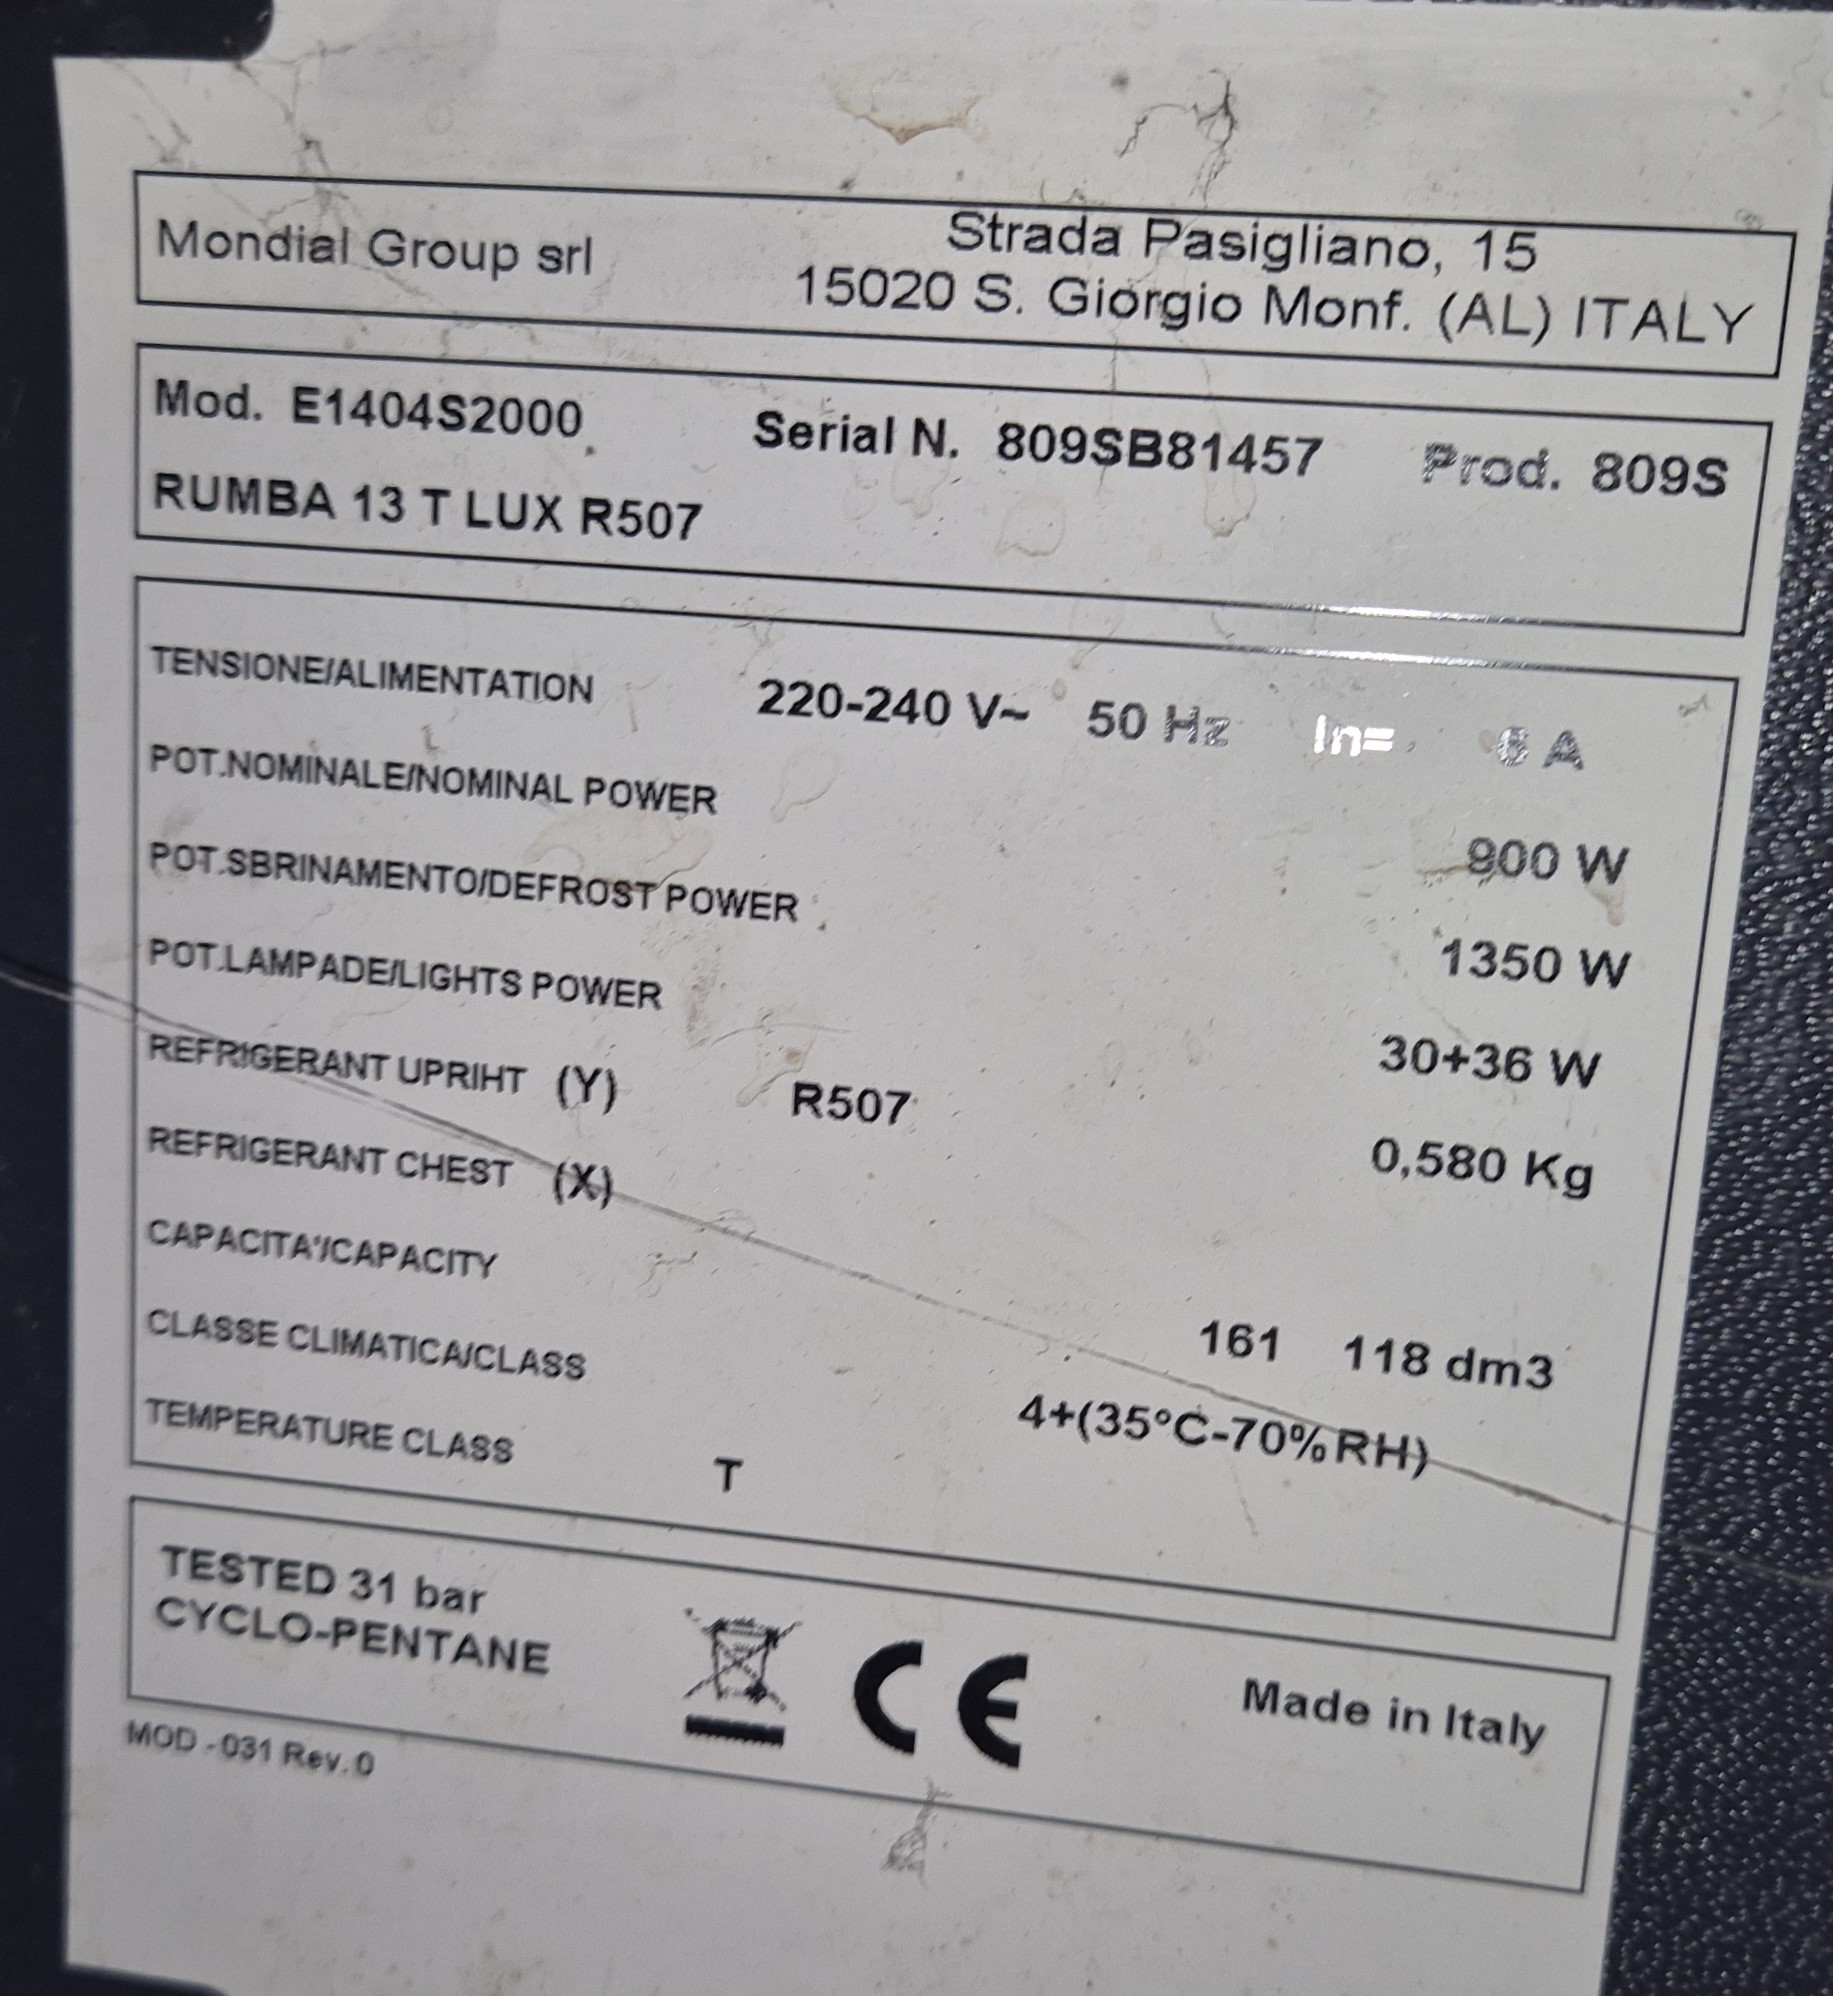 Mondial Group srl
Strada Pasigliano, 15
15020 S. Giorgio Monf. (AL) ITALY
Mod. E1404S2000 Serial N. 809SB81457 Prod. 809S
RUMBA 13 T LUX R507
TENSIONE/ALIMENTATION 220-240 V~ 50 Hz In= 6 A
POT.NOMINALE/NOMINAL POWER 900 W
POT.SBRINAMENTO/DEFROST POWER 1350 W
POT.LAMPADE/LIGHTS POWER 30+36 W
REFRIGERANT UPRIHT (Y) R507 0,580 Kg
REFRIGERANT CHEST (X)
CAPACITA'/CAPACITY 161 118 dm3
CLASSE CLIMATICA/CLASS 4+(35°C-70%RH)
TEMPERATURE CLASS T
TESTED 31 bar
CYCLO-PENTANE
CE
Made in Italy
MOD -031 Rev. 0